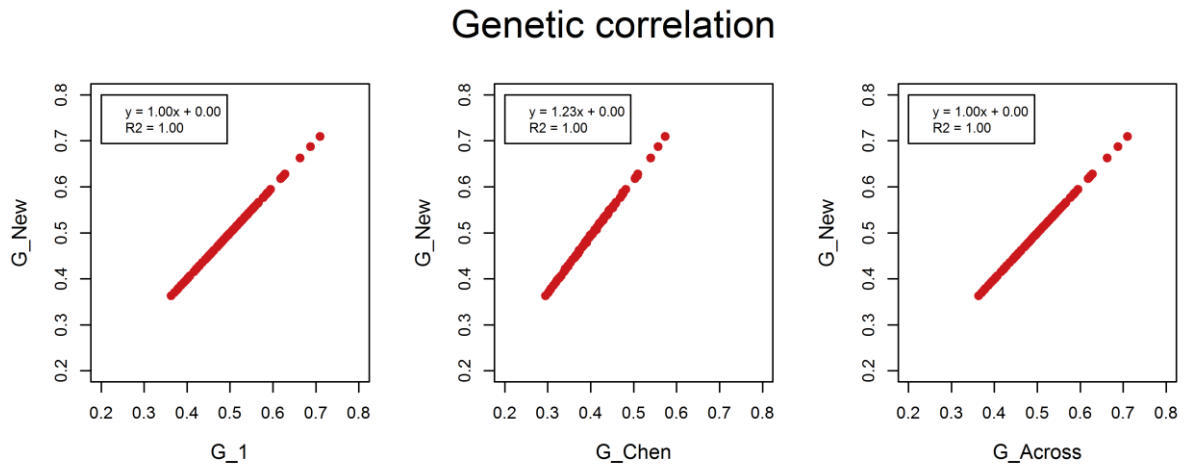 Genetic correlation
y = 1.00x + 0.00
R2 = 1.00
G_New
0.2 0.3 0.4 0.5 0.6 0.7 0.8
0.2 0.3 0.4 0.5 0.6 0.7 0.8
G_1
y = 1.23x + 0.00
R2 = 1.00
G_New
0.2 0.3 0.4 0.5 0.6 0.7 0.8
0.2 0.3 0.4 0.5 0.6 0.7 0.8
G_Chen
y = 1.00x + 0.00
R2 = 1.00
G_New
0.2 0.3 0.4 0.5 0.6 0.7 0.8
0.2 0.3 0.4 0.5 0.6 0.7 0.8
G_Across